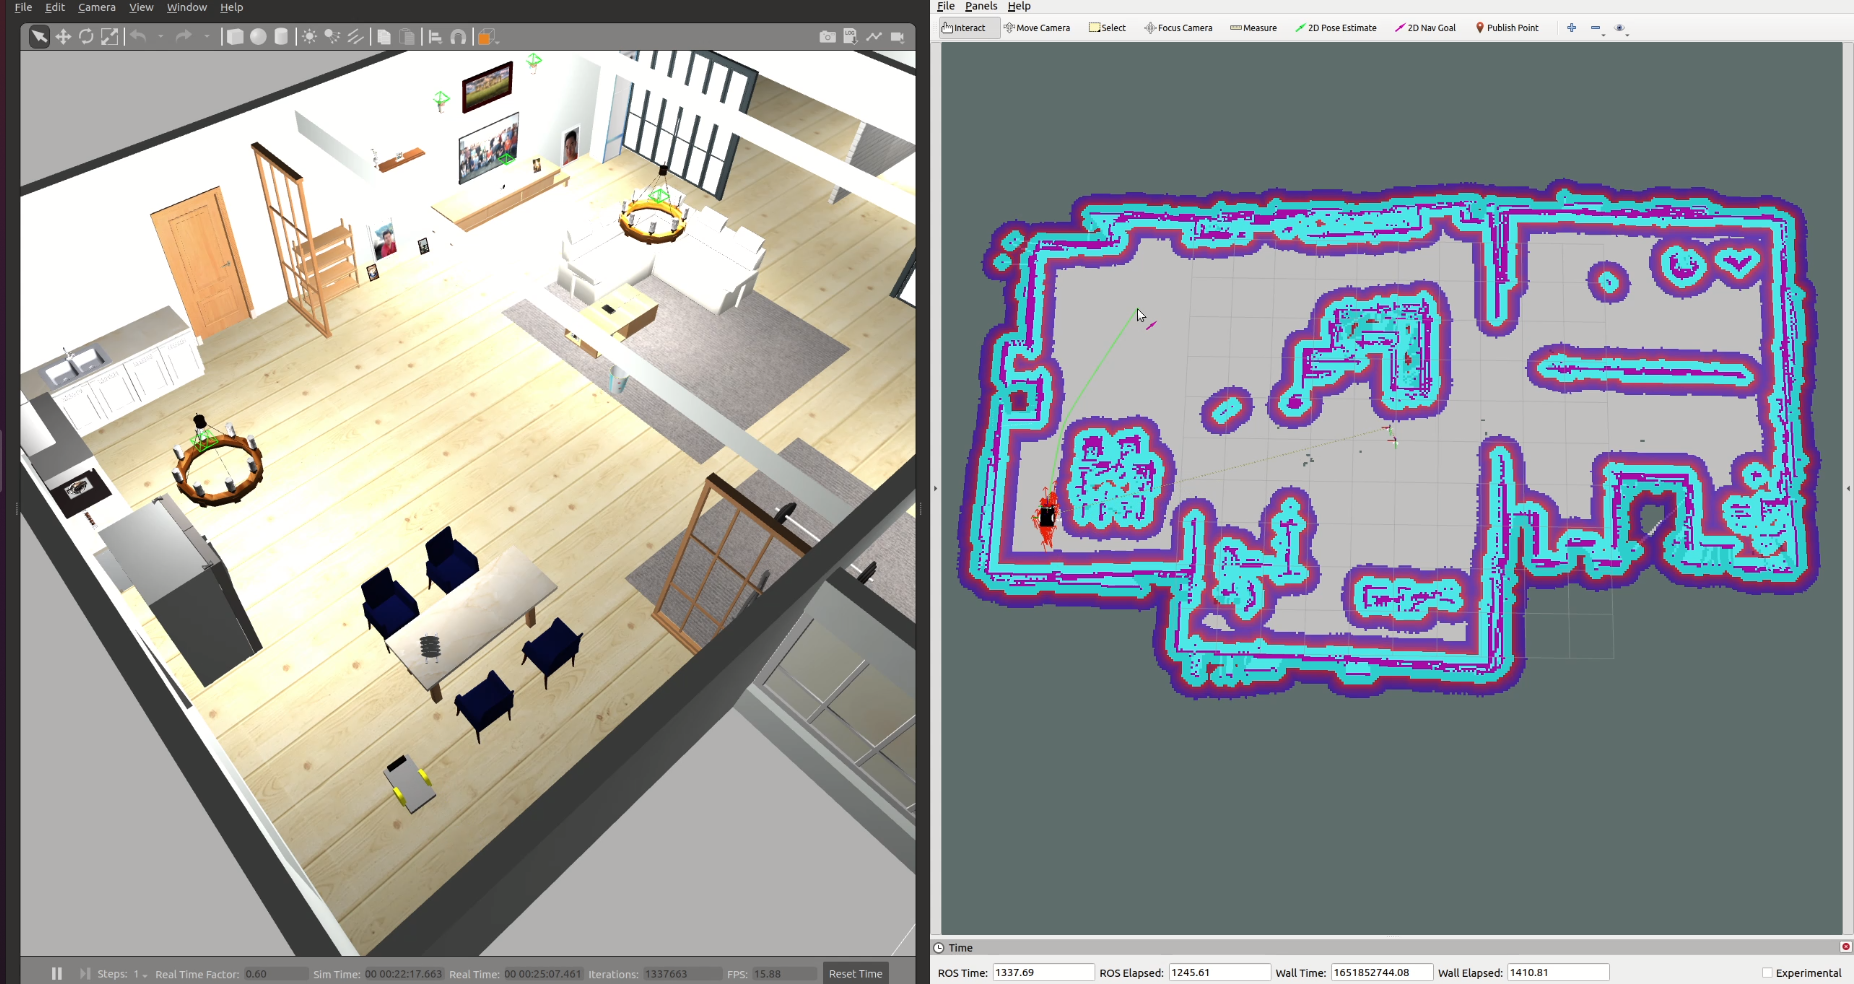 File Edit Camera View Window Help
LOG
Steps: 1 Real Time Factor: 0.60 Sim Time: 00 00:22:17.663 Real Time: 00 00:25:07.461 Iterations: 1337663 FPS: 15.88 Reset Time
File Panels Help
Interact Move Camera Select Focus Camera Measure 2D Pose Estimate 2D Nav Goal Publish Point
Time
ROS Time: 1337.69 ROS Elapsed: 1245.61 Wall Time: 1651852744.08 Wall Elapsed: 1410.81 Experimental